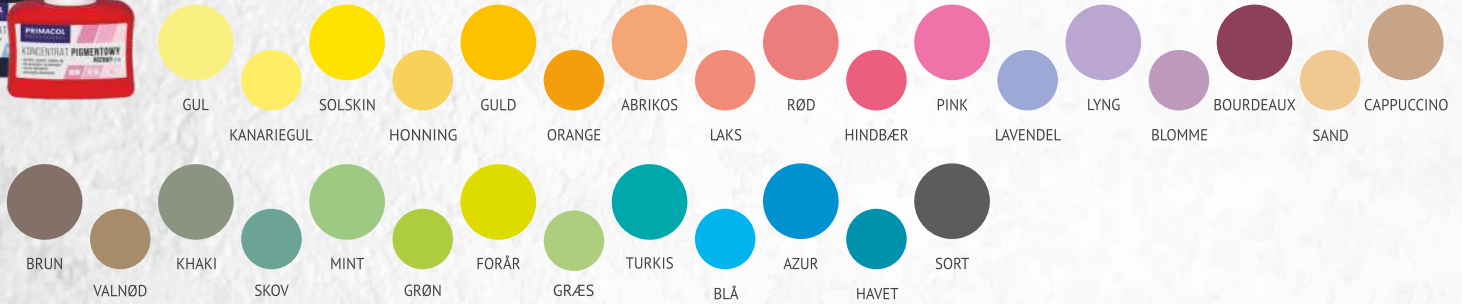 PRIMACOL
KONCENTRAT PIGMENTOWY
GUL SOLSKIN GULD ABRIKOS RØD PINK LYNG BOURDEAUX CAPPUCCINO
KANARIEGUL HONNING ORANGE LAKS HINDBÆR LAVENDEL BLOMME SAND
BRUN KHAKI MINT FORÅR TURKIS AZUR SORT
VALNØD SKOV GRØN GRÆS BLÅ HAVET